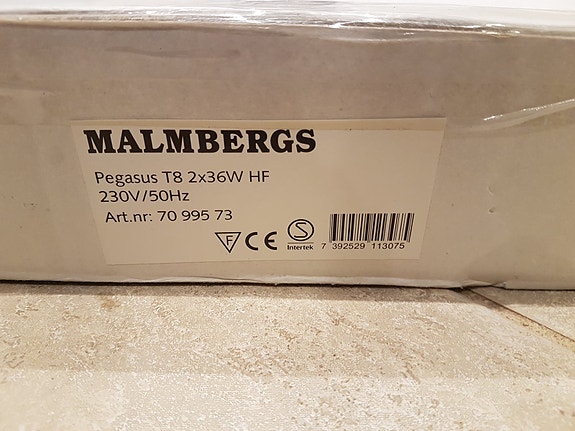 MALMBERGS
Pegasus T8 2x36W HF
230V/50Hz
Art.nr: 70 995 73
F CE S
Intertek 7 392529 113075